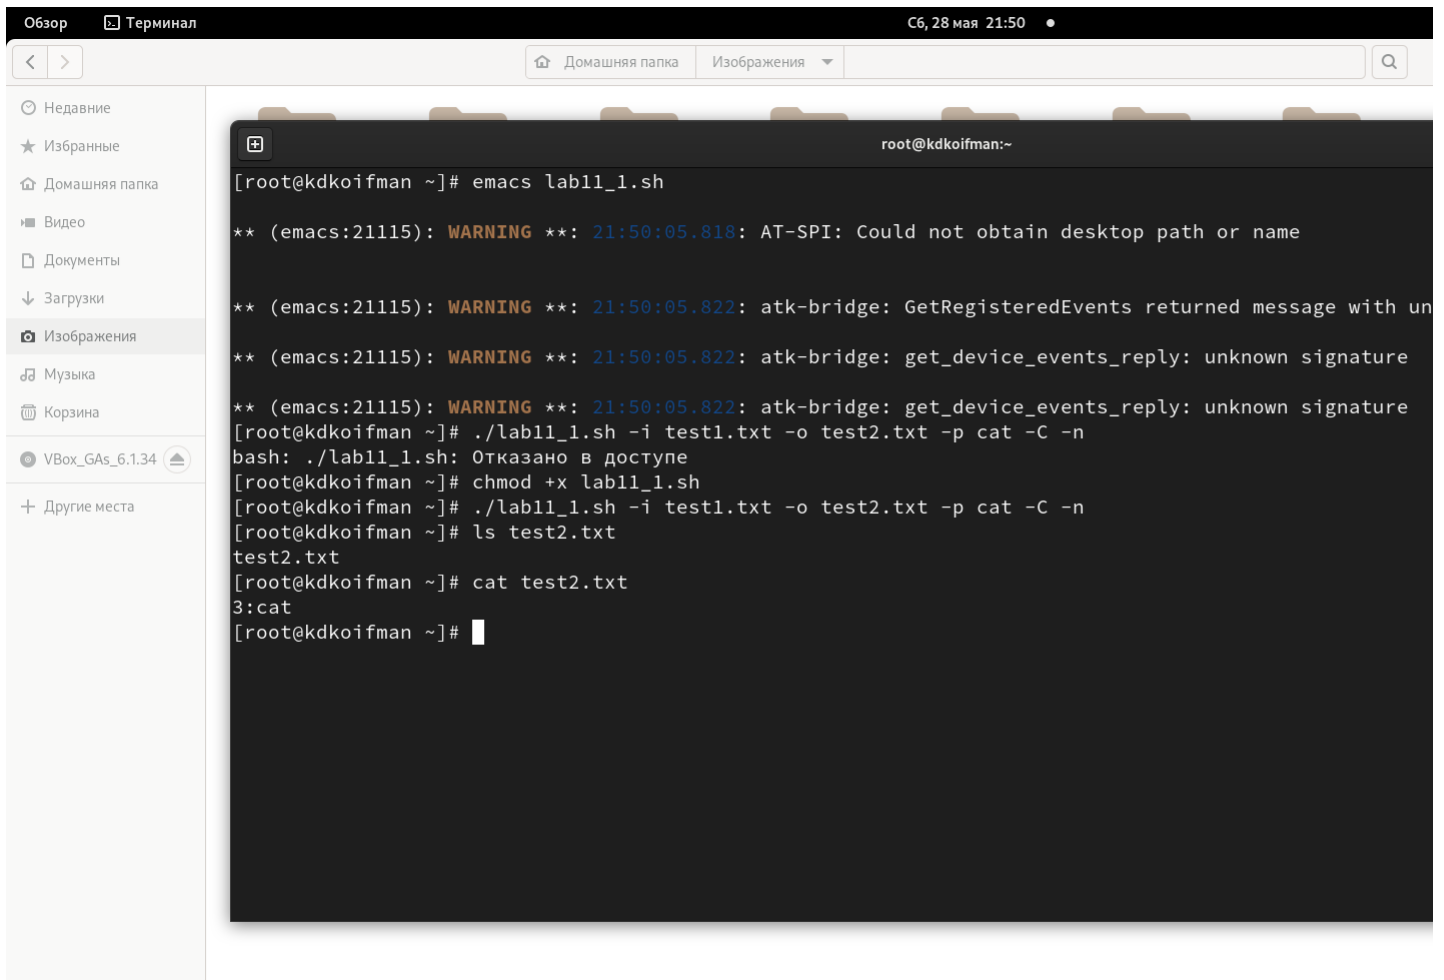 Обзор Терминал Сб, 28 мая 21:50
Домашняя папка Изображения
Недавние
Избранные
Домашняя папка
Видео
Документы
Загрузки
Изображения
Музыка
Корзина
VBox_GAs_6.1.34
Другие места
root@kdkoifman:~
[root@kdkoifman ~]# emacs lab11_1.sh
** (emacs:21115): WARNING **: 21:50:05.818: AT-SPI: Could not obtain desktop path or name
** (emacs:21115): WARNING **: 21:50:05.822: atk-bridge: GetRegisteredEvents returned message with un
** (emacs:21115): WARNING **: 21:50:05.822: atk-bridge: get_device_events_reply: unknown signature
** (emacs:21115): WARNING **: 21:50:05.822: atk-bridge: get_device_events_reply: unknown signature
[root@kdkoifman ~]# ./lab11_1.sh -i test1.txt -o test2.txt -p cat -C -n
bash: ./lab11_1.sh: Отказано в доступе
[root@kdkoifman ~]# chmod +x lab11_1.sh
[root@kdkoifman ~]# ./lab11_1.sh -i test1.txt -o test2.txt -p cat -C -n
[root@kdkoifman ~]# ls test2.txt
test2.txt
[root@kdkoifman ~]# cat test2.txt
3:cat
[root@kdkoifman ~]#